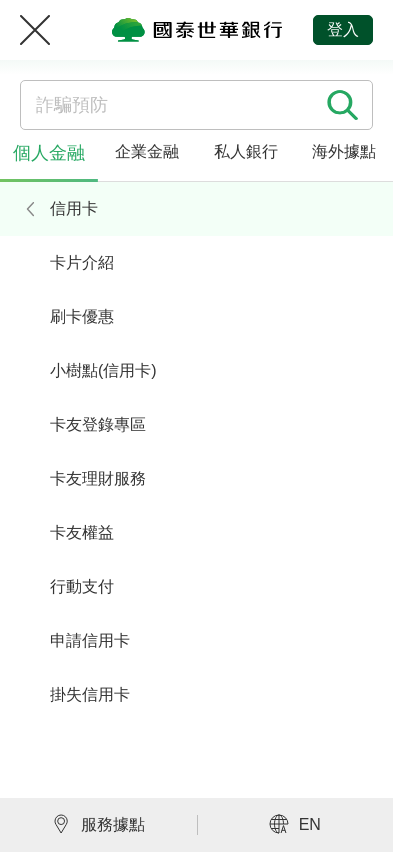 國泰世華銀行
登入
詐騙預防
個人金融 企業金融 私人銀行 海外據點
信用卡
卡片介紹
刷卡優惠
小樹點(信用卡)
卡友登錄專區
卡友理財服務
卡友權益
行動支付
申請信用卡
掛失信用卡
服務據點 EN